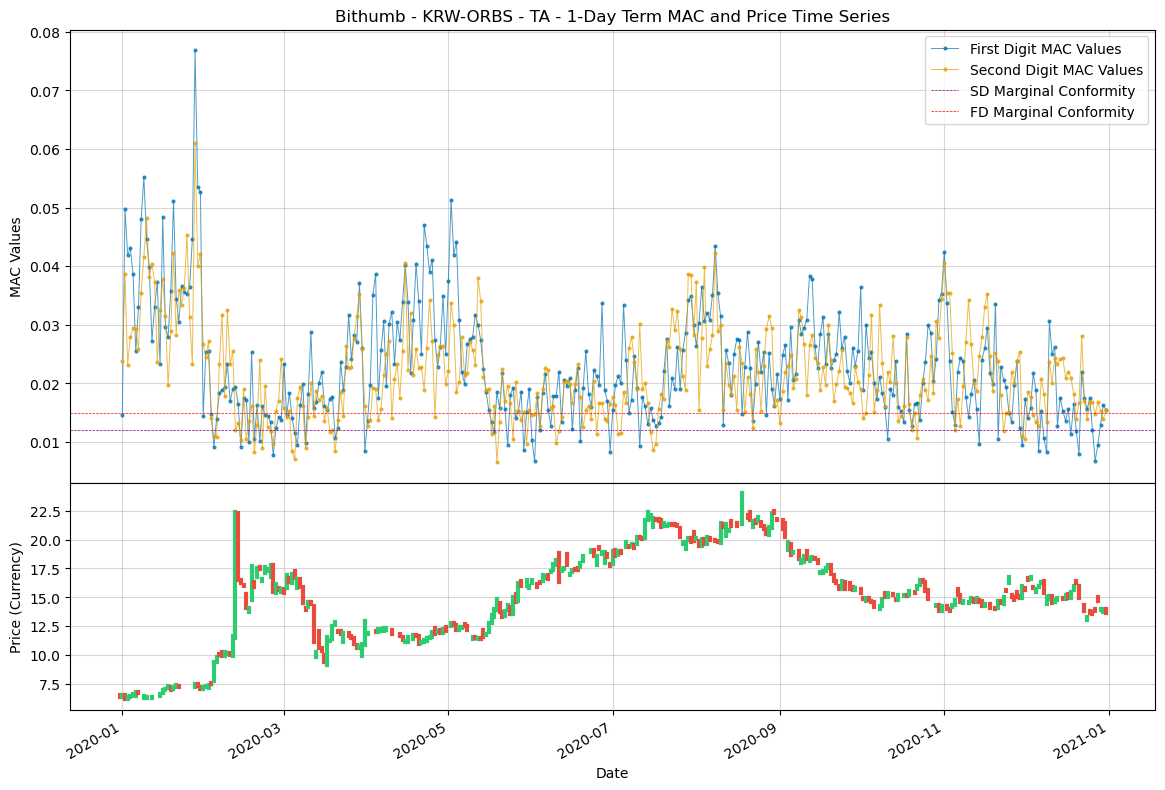 Bithumb - KRW-ORBS - TA - 1-Day Term MAC and Price Time Series
First Digit MAC Values
Second Digit MAC Values
SD Marginal Conformity
FD Marginal Conformity
MAC Values
0.08
0.07
0.06
0.05
0.04
0.03
0.02
0.01
Price (Currency)
22.5
20.0
17.5
15.0
12.5
10.0
7.5
2020-01
2020-03
2020-05
2020-07
2020-09
2020-11
2021-01
Date